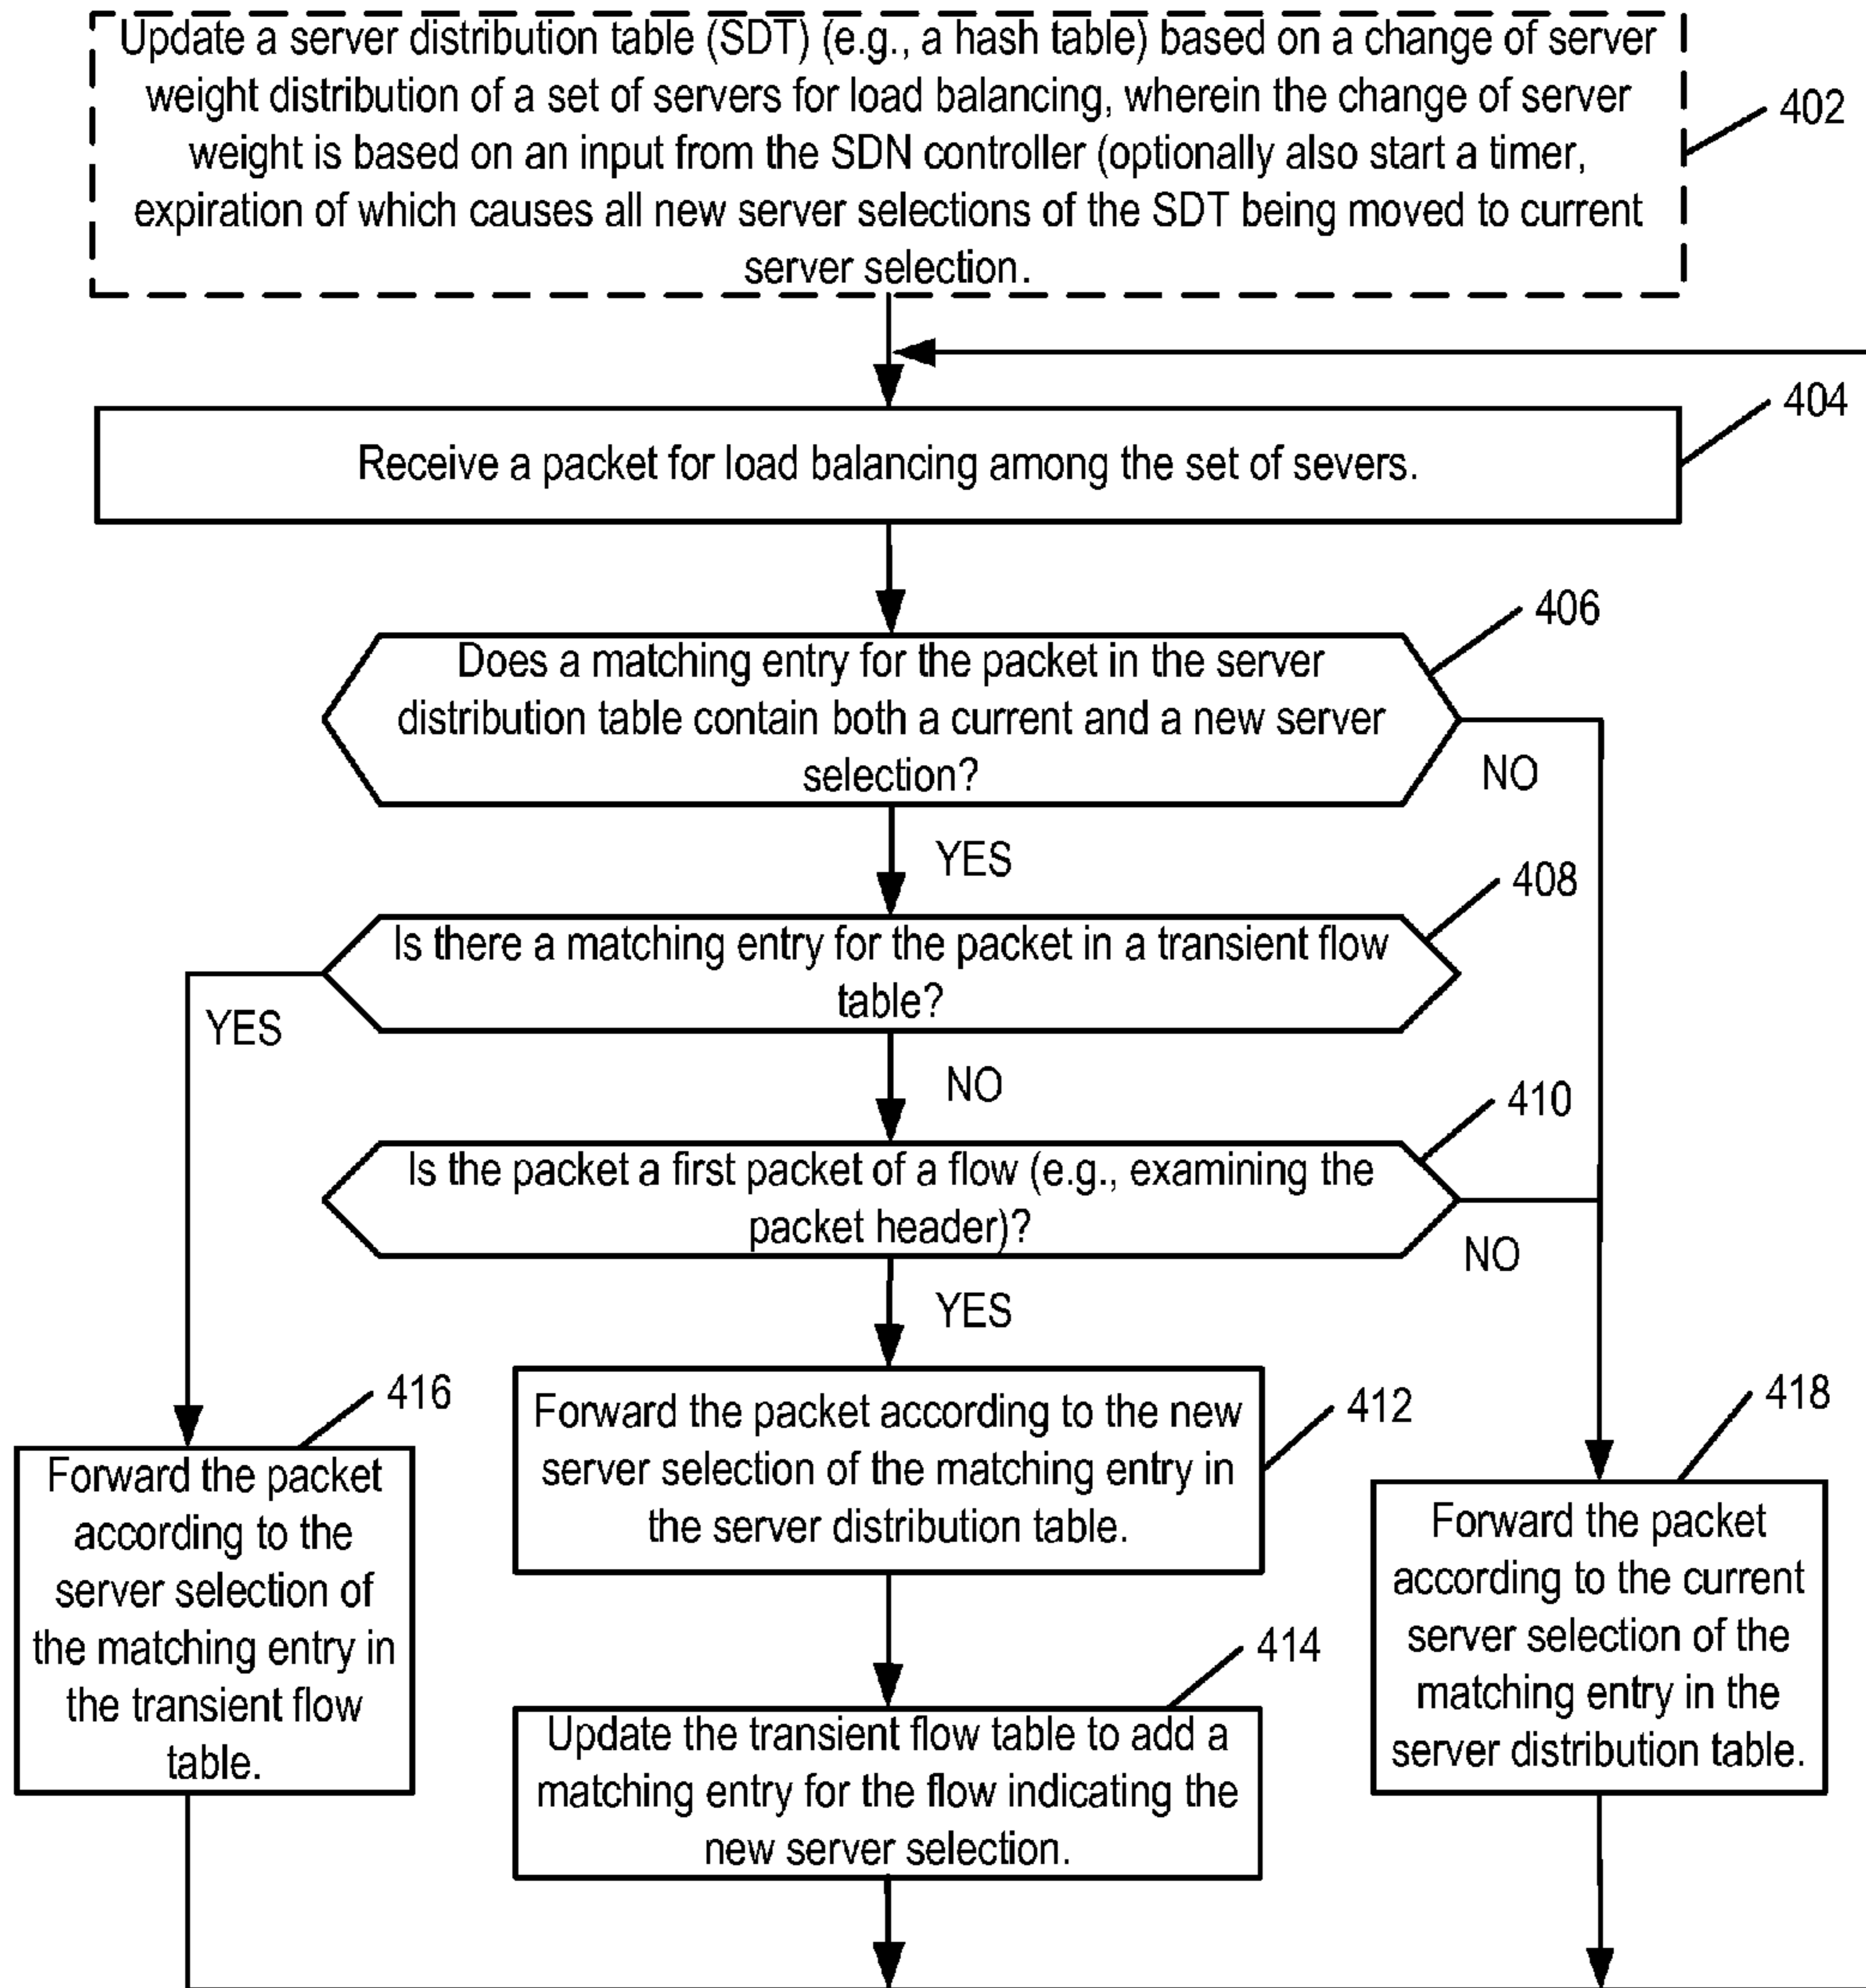 Update a server distribution table (SDT) (e.g., a hash table) based on a change of server
weight distribution of a set of servers for load balancing, wherein the change of server
weight is based on an input from the SDN controller (optionally also start a timer,
expiration of which causes all new server selections of the SDT being moved to current
server selection.
402
404
Receive a packet for load balancing among the set of severs.
406
Does a matching entry for the packet in the server
distribution table contain both a current and a new server
selection?
NO
YES
408
Is there a matching entry for the packet in a transient flow
table?
YES
NO
410
Is the packet a first packet of a flow (e.g., examining the
packet header)?
NO
YES
416
Forward the packet
according to the
server selection of
the matching entry in
the transient flow
table.
412
Forward the packet according to the new
server selection of the matching entry in
the server distribution table.
418
Forward the packet
according to the current
server selection of the
matching entry in the
server distribution table.
414
Update the transient flow table to add a
matching entry for the flow indicating the
new server selection.